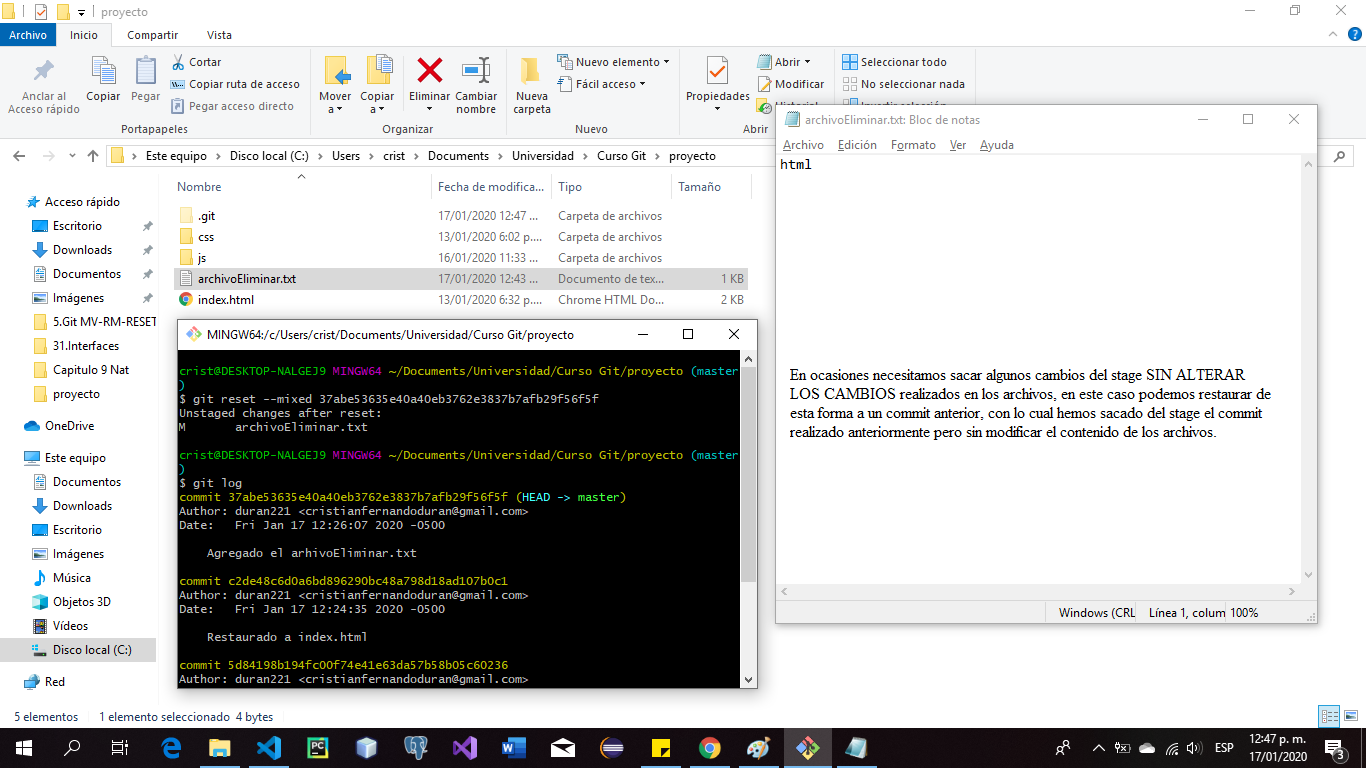 proyecto
Archivo Inicio Compartir Vista
Anclar al Acceso rápido
Copiar
Pegar
Cortar
Copiar ruta de acceso
Pegar acceso directo
Portapapeles
Mover a
Copiar a
Eliminar
Cambiar nombre
Organizar
Nueva carpeta
Nuevo elemento
Fácil acceso
Nuevo
Propiedades
Abrir
Modificar
Historial
Abrir
Seleccionar todo
No seleccionar nada
Invertir selección
Este equipo > Disco local (C:) > Users > crist > Documents > Universidad > Curso Git > proyecto
Acceso rápido
Escritorio
Downloads
Documentos
Imágenes
5.Git MV-RM-RESET
31.Interfaces
Capitulo 9 Nat
proyecto
OneDrive
Este equipo
Documentos
Downloads
Escritorio
Imágenes
Música
Objetos 3D
Vídeos
Disco local (C:)
Red
Nombre Fecha de modifica... Tipo Tamaño
.git 17/01/2020 12:47 ... Carpeta de archivos
css 13/01/2020 6:02 p.... Carpeta de archivos
js 16/01/2020 11:33 ... Carpeta de archivos
archivoEliminar.txt 17/01/2020 12:43 ... Documento de tex... 1 KB
index.html 13/01/2020 6:32 p.... Chrome HTML Do... 2 KB
MINGW64:/c/Users/crist/Documents/Universidad/Curso Git/proyecto
crist@DESKTOP-NALGEJ9 MINGW64 ~/Documents/Universidad/Curso Git/proyecto (master
)
$ git reset --mixed 37abe53635e40a40eb3762e3837b7afb29f56f5f
Unstaged changes after reset:
M archivoEliminar.txt
crist@DESKTOP-NALGEJ9 MINGW64 ~/Documents/Universidad/Curso Git/proyecto (master
)
$ git log
commit 37abe53635e40a40eb3762e3837b7afb29f56f5f (HEAD -> master)
Author: duran221 <cristianfernandoduran@gmail.com>
Date: Fri Jan 17 12:26:07 2020 -0500
Agregado el arhivoEliminar.txt
commit c2de48c6d0a6bd896290bc48a798d18ad107b0c1
Author: duran221 <cristianfernandoduran@gmail.com>
Date: Fri Jan 17 12:24:35 2020 -0500
Restaurado a index.html
commit 5d84198b194fc00f74e41e63da57b58b05c60236
Author: duran221 <cristianfernandoduran@gmail.com>
archivoEliminar.txt: Bloc de notas
Archivo Edición Formato Ver Ayuda
html
En ocasiones necesitamos sacar algunos cambios del stage SIN ALTERAR
LOS CAMBIOS realizados en los archivos, en este caso podemos restaurar de
esta forma a un commit anterior, con lo cual hemos sacado del stage el commit
realizado anteriormente pero sin modificar el contenido de los archivos.
Windows (CRL Línea 1, colum 100%
5 elementos 1 elemento seleccionado 4 bytes
ESP
12:47 p. m.
17/01/2020
3